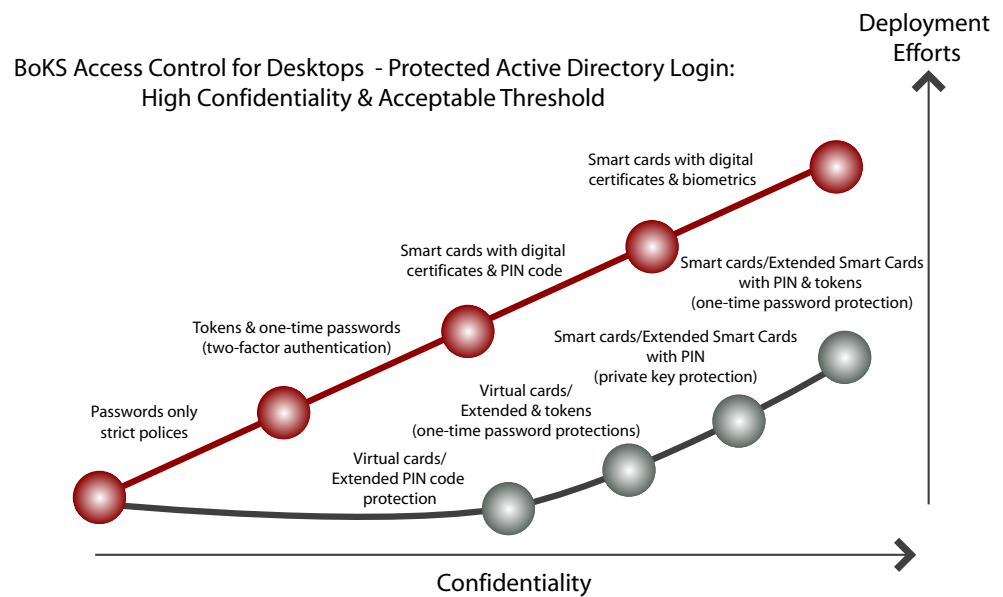 Deployment
Efforts
BoKS Access Control for Desktops - Protected Active Directory Login:
High Confidentiality & Acceptable Threshold
Smart cards with digital
certificates & biometrics
Smart cards with digital
certificates & PIN code
Smart cards/Extended Smart Cards
with PIN & tokens
(one-time password protection)
Tokens & one-time passwords
(two-factor authentication)
Smart cards/Extended Smart Cards
with PIN
(private key protection)
Virtual cards/
Extended & tokens
(one-time password protections)
Passwords only
strict polices
Virtual cards/
Extended PIN code
protection
Confidentiality